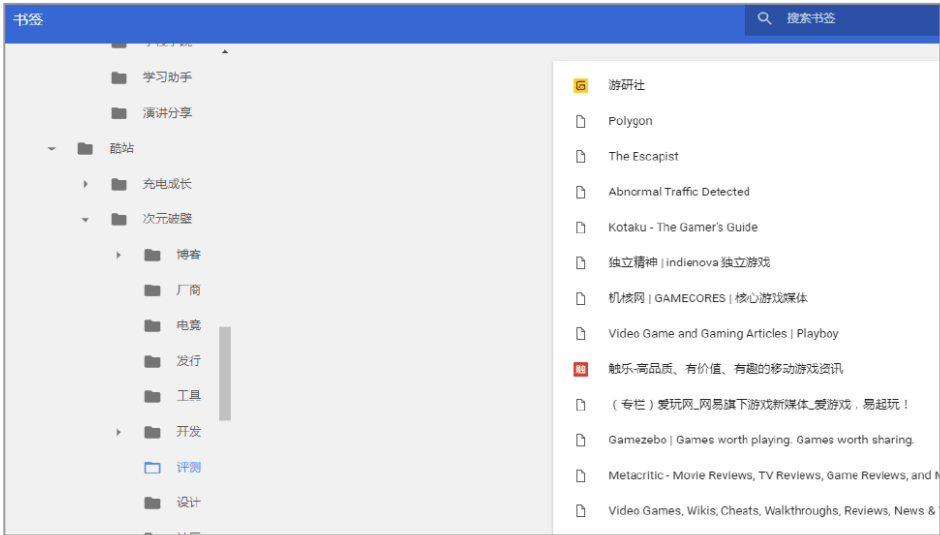 书签
搜索书签
学习助手
演讲分享
酷站
充电成长
次元破壁
博客
厂商
电竞
发行
工具
开发
评测
设计
游研社
Polygon
The Escapist
Abnormal Traffic Detected
Kotaku - The Gamer's Guide
独立精神 | indienova 独立游戏
机核网 | GAMECORES | 核心游戏媒体
Video Game and Gaming Articles | Playboy
触乐-高品质、有价值、有趣的移动游戏资讯
（专栏）爱玩网_网易旗下游戏新媒体_爱游戏，易起玩！
Gamezebo | Games worth playing. Games worth sharing.
Metacritic - Movie Reviews, TV Reviews, Game Reviews, and
Video Games, Wikis, Cheats, Walkthroughs, Reviews, News &